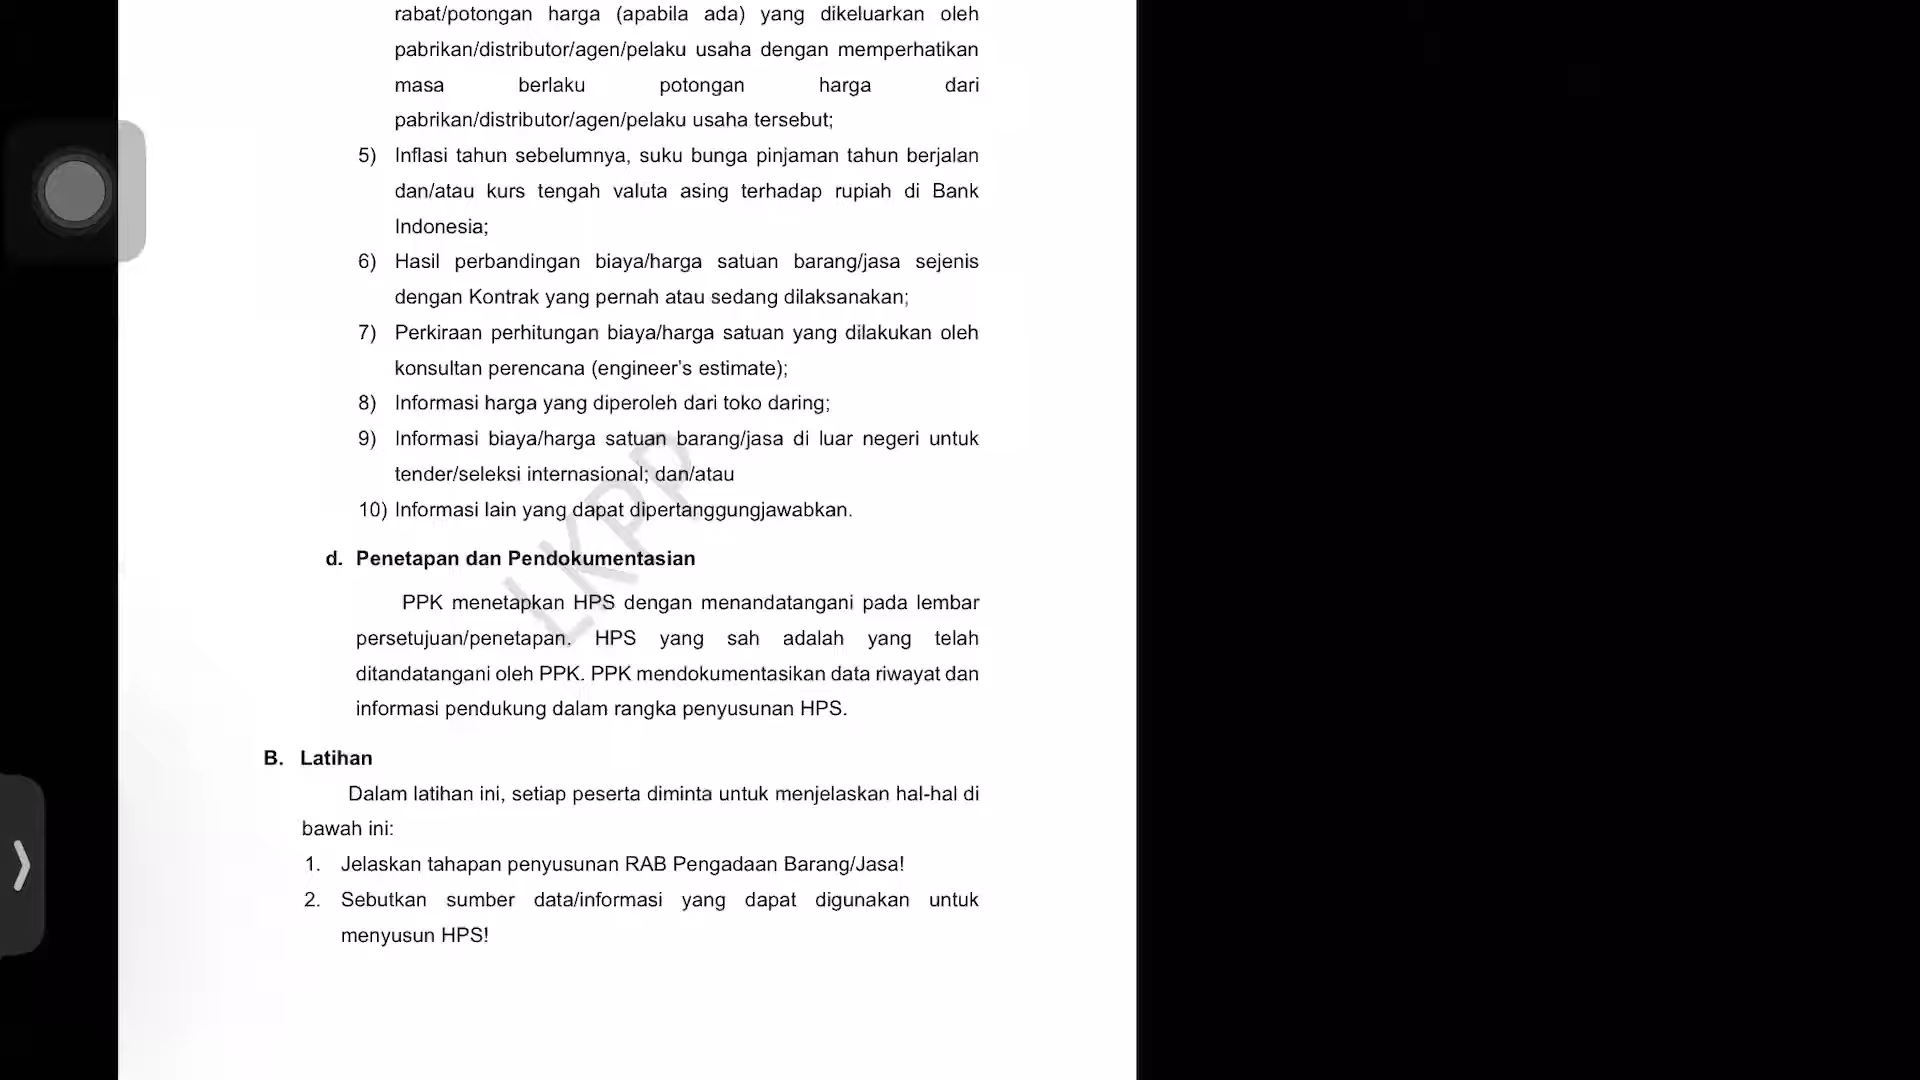 rabat/potongan harga (apabila ada) yang dikeluarkan oleh
pabrikan/distributor/agen/pelaku usaha dengan memperhatikan
masa berlaku potongan harga dari
pabrikan/distributor/agen/pelaku usaha tersebut;
5) Inflasi tahun sebelumnya, suku bunga pinjaman tahun berjalan
dan/atau kurs tengah valuta asing terhadap rupiah di Bank
Indonesia;
6) Hasil perbandingan biaya/harga satuan barang/jasa sejenis
dengan Kontrak yang pernah atau sedang dilaksanakan;
7) Perkiraan perhitungan biaya/harga satuan yang dilakukan oleh
konsultan perencana (engineer's estimate);
8) Informasi harga yang diperoleh dari toko daring;
9) Informasi biaya/harga satuan barang/jasa di luar negeri untuk
tender/seleksi internasional; dan/atau
10) Informasi lain yang dapat dipertanggungjawabkan.
LKPP
d. Penetapan dan Pendokumentasian
PPK menetapkan HPS dengan menandatangani pada lembar
persetujuan/penetapan. HPS yang sah adalah yang telah
ditandatangani oleh PPK. PPK mendokumentasikan data riwayat dan
informasi pendukung dalam rangka penyusunan HPS.
B. Latihan
Dalam latihan ini, setiap peserta diminta untuk menjelaskan hal-hal di
bawah ini:
1. Jelaskan tahapan penyusunan RAB Pengadaan Barang/Jasa!
2. Sebutkan sumber data/informasi yang dapat digunakan untuk
menyusun HPS!